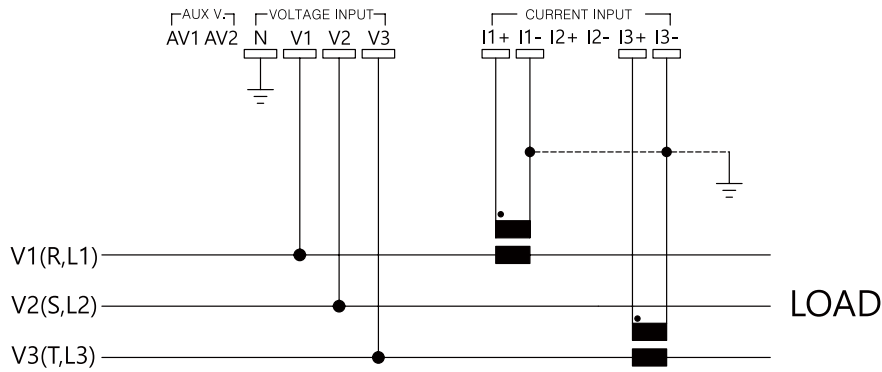 AUX V. VOLTAGE INPUT CURRENT INPUT
AV1 AV2 N V1 V2 V3 I1+ I1- I2+ I2- I3+ I3-
V1(R,L1)
V2(S,L2)
LOAD
V3(T,L3)